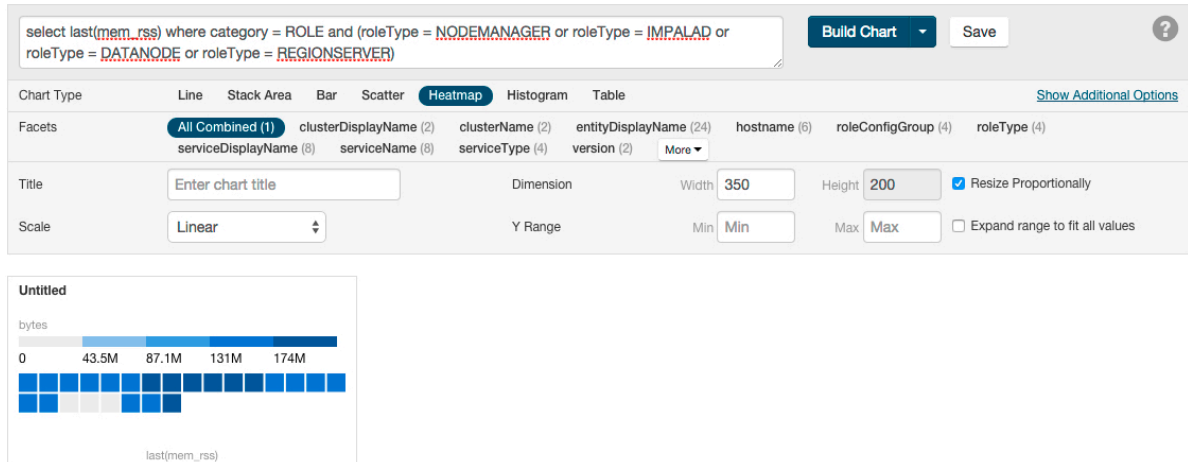 select last(mem_rss) where category = ROLE and (roleType = NODEMANAGER or roleType = IMPALAD or
roleType = DATANODE or roleType = REGIONSERVER)
Build Chart Save ?
Chart Type Line Stack Area Bar Scatter Heatmap Histogram Table Show Additional Options
Facets All Combined (1) clusterDisplayName (2) clusterName (2) entityDisplayName (24) hostname (6) roleConfigGroup (4) roleType (4)
serviceDisplayName (8) serviceName (8) serviceType (4) version (2) More
Title Enter chart title Dimension Width 350 Height 200 Resize Proportionally
Scale Linear Y Range Min Min Max Max Expand range to fit all values
Untitled
bytes
0 43.5M 87.1M 131M 174M
last(mem_rss)